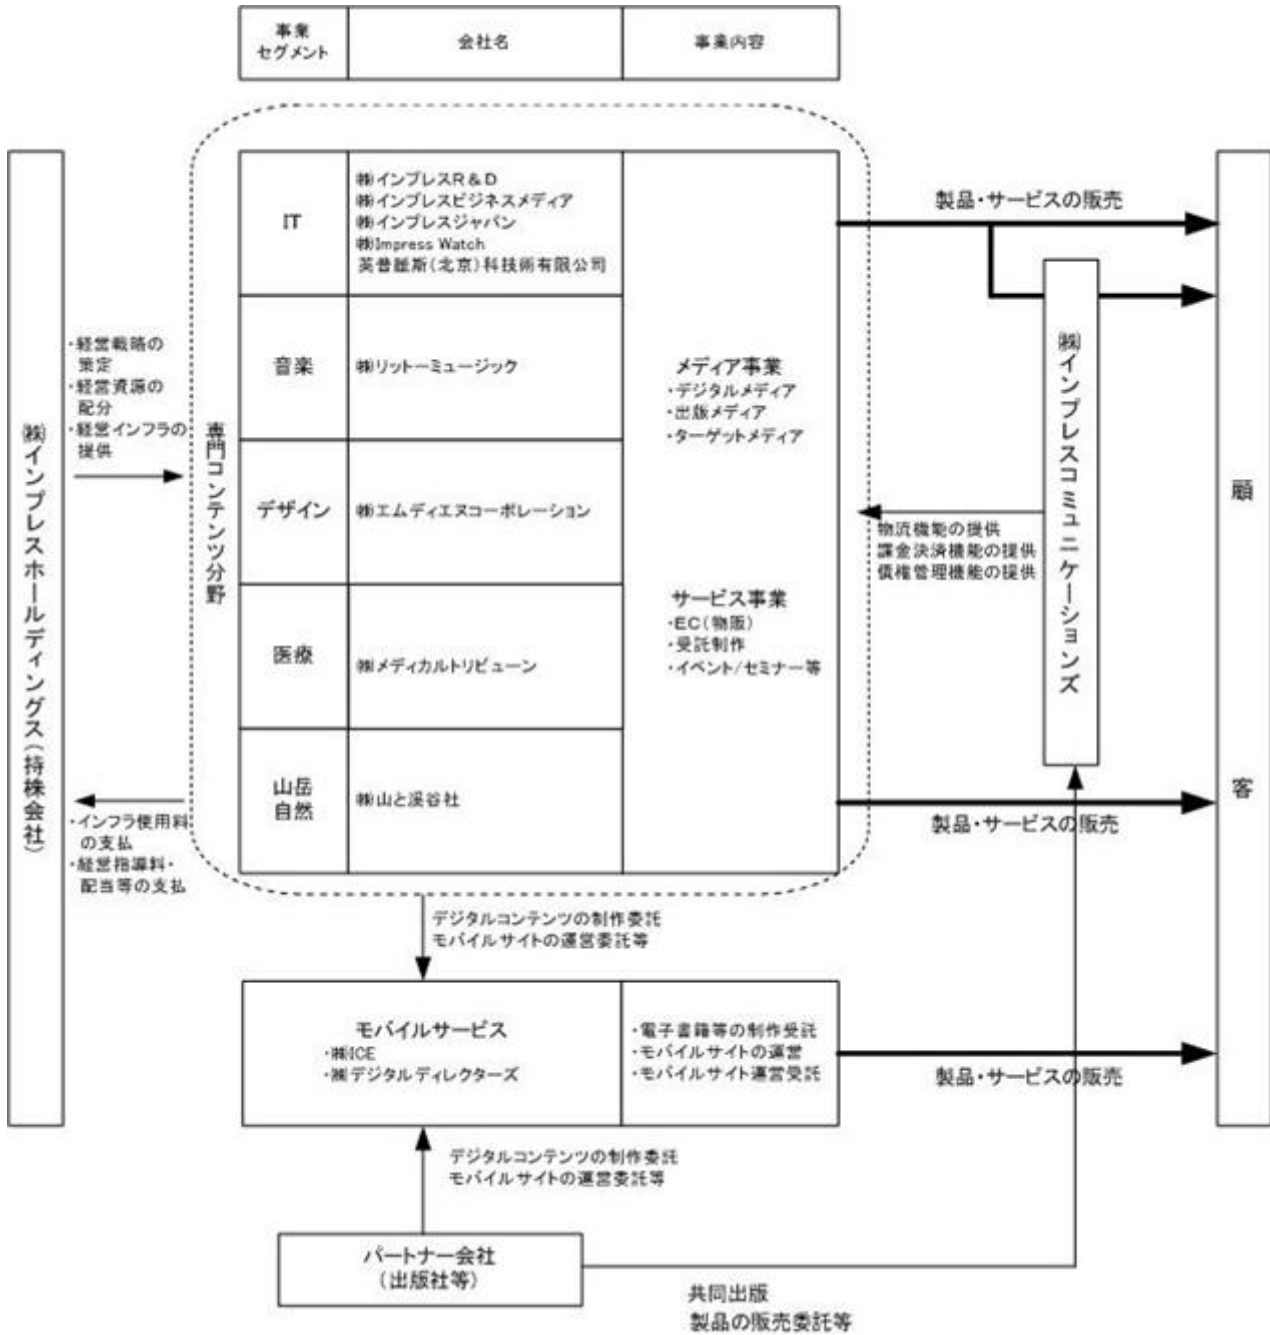 事業
セグメント
会社名
事業内容
㈱インプレスホールディングス(持株会社)
・経営戦略の
策定
・経営資源の
配分
・経営インフラの
提供
・インフラ使用料
の支払
・経営指導料・
配当等の支払
専門コンテンツ分野
IT
㈱インプレスR&D
㈱インプレスビジネスメディア
㈱インプレスジャパン
㈱Impress Watch
英普麗斯(北京)科技術有限公司
音楽
㈱リットーミュージック
デザイン
㈱エムディエヌコーポレーション
医療
㈱メディカルトリビューン
山岳
自然
㈱山と溪谷社
メディア事業
・デジタルメディア
・出版メディア
・ターゲットメディア
サービス事業
・EC(物販)
・受託制作
・イベント/セミナー等
製品・サービスの販売
㈱インプレスコミュニケーションズ
物流機能の提供
課金決済機能の提供
債権管理機能の提供
製品・サービスの販売
顧客
デジタルコンテンツの制作委託
モバイルサイトの運営委託等
モバイルサービス
・㈱ICE
・㈱デジタルディレクターズ
・電子書籍等の制作受託
・モバイルサイトの運営
・モバイルサイト運営受託
製品・サービスの販売
デジタルコンテンツの制作委託
モバイルサイトの運営委託等
パートナー会社
(出版社等)
共同出版
製品の販売委託等